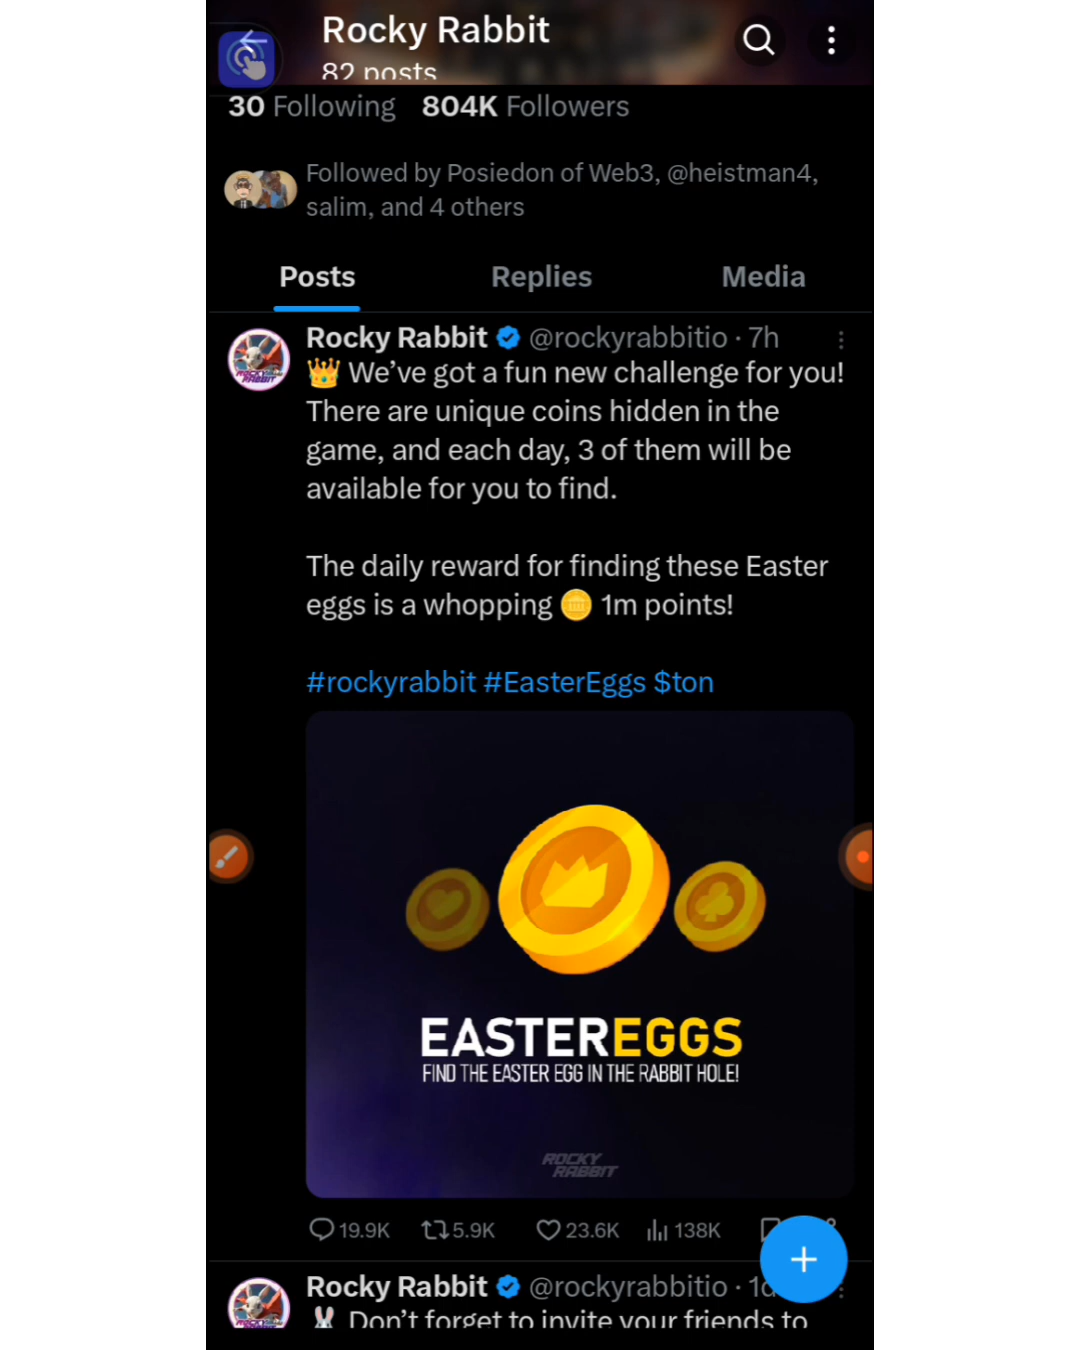 Rocky Rabbit
82 posts
30 Following 804K Followers
Followed by Posiedon of Web3, @heistman4,
salim, and 4 others
Posts Replies Media
Rocky Rabbit @rockyrabbitio · 7h
👑 We’ve got a fun new challenge for you!
There are unique coins hidden in the
game, and each day, 3 of them will be
available for you to find.
The daily reward for finding these Easter
eggs is a whopping 🪙 1m points!
#rockyrabbit #EasterEggs $ton
EASTEREGGS
FIND THE EASTER EGG IN THE RABBIT HOLE!
ROCKY
RABBIT
19.9K 5.9K 23.6K 138K
Rocky Rabbit @rockyrabbitio · 1d
🐰 Don’t forget to invite your friends to